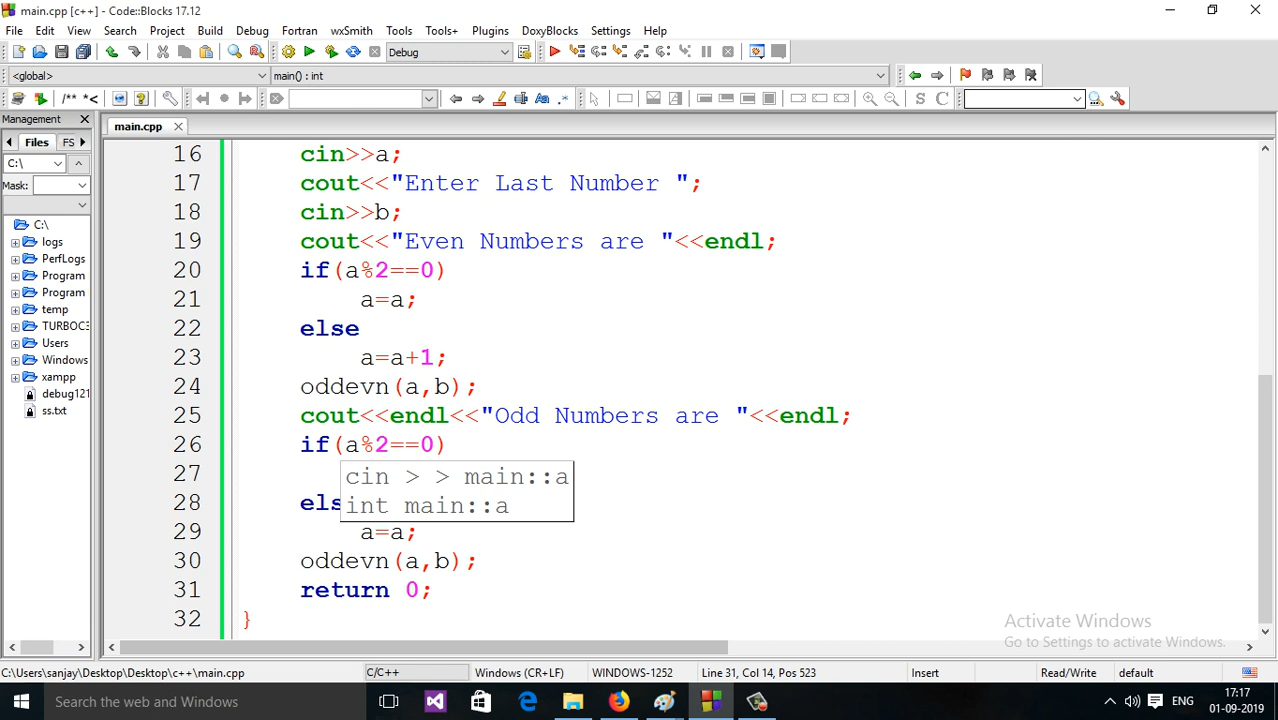 main.cpp [c++] - Code::Blocks 17.12
File Edit View Search Project Build Debug Fortran wxSmith Tools Tools+ Plugins DoxyBlocks Settings Help
Debug
<global> main() : int
/** *< ? Aa .* S C
Management
main.cpp
Files FS
C:\
Mask:
C:\
logs
PerfLogs
Program
Program
temp
TURBOC3
Users
Windows
xampp
debug121
ss.txt
16 cin>>a;
17 cout<<"Enter Last Number ";
18 cin>>b;
19 cout<<"Even Numbers are "<<endl;
20 if(a%2==0)
21 a=a;
22 else
23 a=a+1;
24 oddevn(a,b);
25 cout<<endl<<"Odd Numbers are "<<endl;
26 if(a%2==0)
27 cin > > main::a
28 els int main::a
29 a=a;
30 oddevn(a,b);
31 return 0;
32 }
Activate Windows
Go to Settings to activate Windows.
C:\Users\sanjay\Desktop\Desktop\c++\main.cpp C/C++ Windows (CR+LF) WINDOWS-1252 Line 31, Col 14, Pos 523 Insert Read/Write default
Search the web and Windows
ENG
17:17
01-09-2019